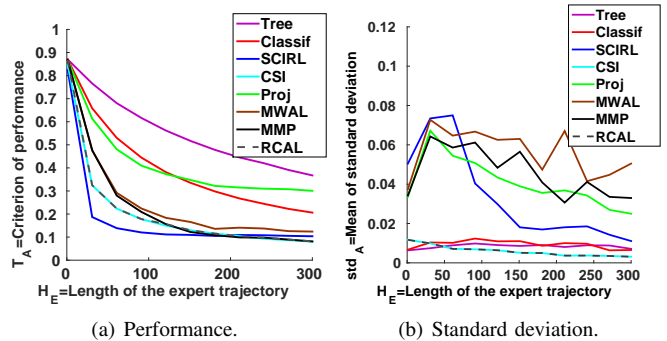 T_A=Criterion of performance
1
0.9
0.8
0.7
0.6
0.5
0.4
0.3
0.2
0.1
0
0 100 200 300
H_E=Length of the expert trajectory
Tree
Classif
SCIRL
CSI
Proj
MWAL
MMP
RCAL
(a) Performance.
std_A=Mean of standard deviation
0.12
0.1
0.08
0.06
0.04
0.02
0
0 50 100 150 200 250 300
H_E=Length of the expert trajectory
Tree
Classif
SCIRL
CSI
Proj
MWAL
MMP
RCAL
(b) Standard deviation.